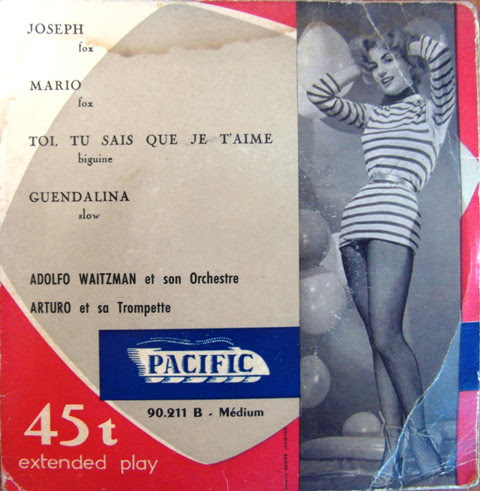 JOSEPH
fox
MARIO
fox
TOI, TU SAIS QUE JE T'AIME
biguine
GUENDALINA
slow
ADOLFO WAITZMAN et son Orchestre
ARTURO et sa Trompette
PACIFIC
90.211 B - Médium
45 t
extended play